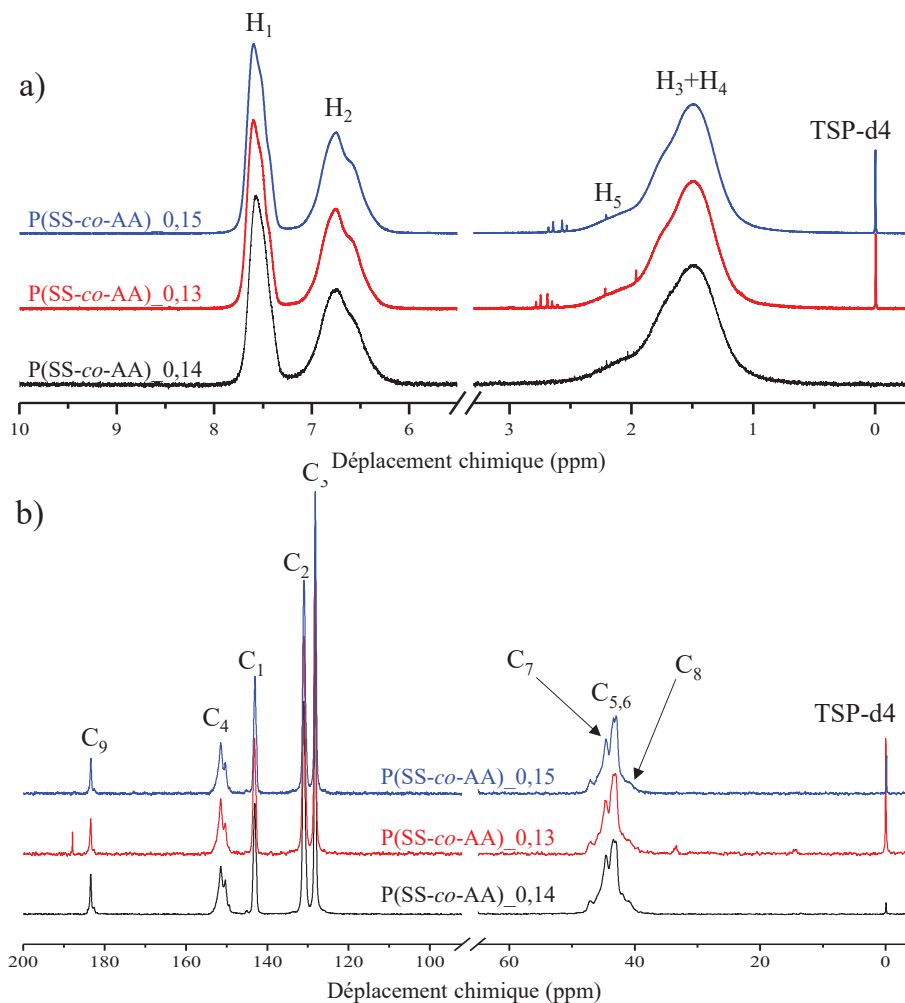 a)
H₁
H₂
H₃+H₄
H₅
TSP-d4
P(SS-co-AA)_0,15
P(SS-co-AA)_0,13
P(SS-co-AA)_0,14
10 9 8 7 6 3 2 1 0
Déplacement chimique (ppm)
b)
C₉
C₄
C₁
C₂
C₃
C₇
C₅,₆
C₈
TSP-d4
P(SS-co-AA)_0,15
P(SS-co-AA)_0,13
P(SS-co-AA)_0,14
200 180 160 140 120 100 60 40 20 0
Déplacement chimique (ppm)